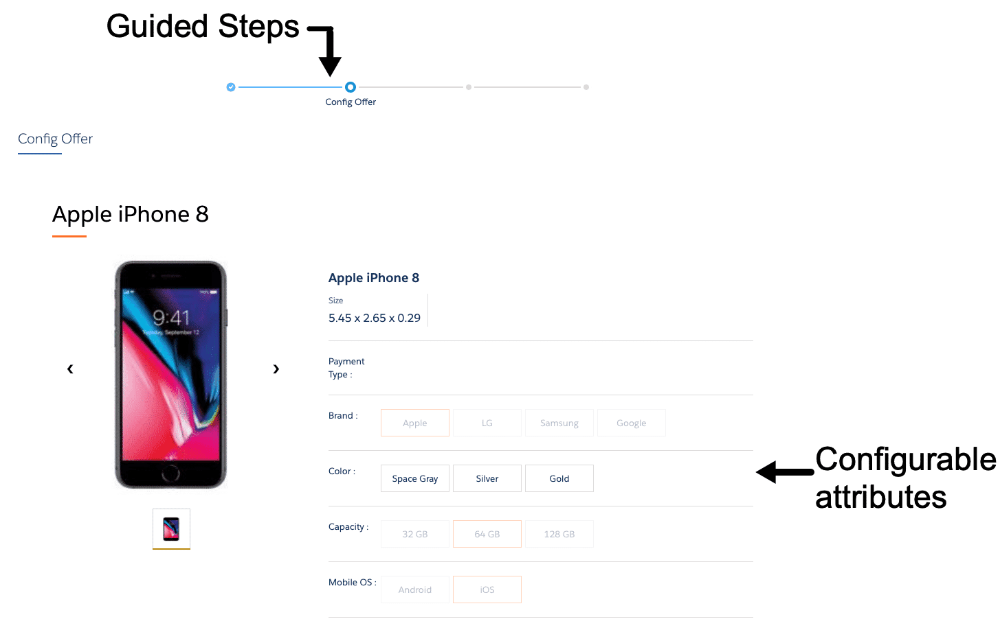 Guided Steps
Config Offer
Config Offer
Apple iPhone 8
9:41
Tuesday, September 12
Apple iPhone 8
Size
5.45 x 2.65 x 0.29
Payment
Type :
Brand : Apple LG Samsung Google
Color : Space Gray Silver Gold
Configurable
attributes
Capacity : 32 GB 64 GB 128 GB
Mobile OS : Android iOS